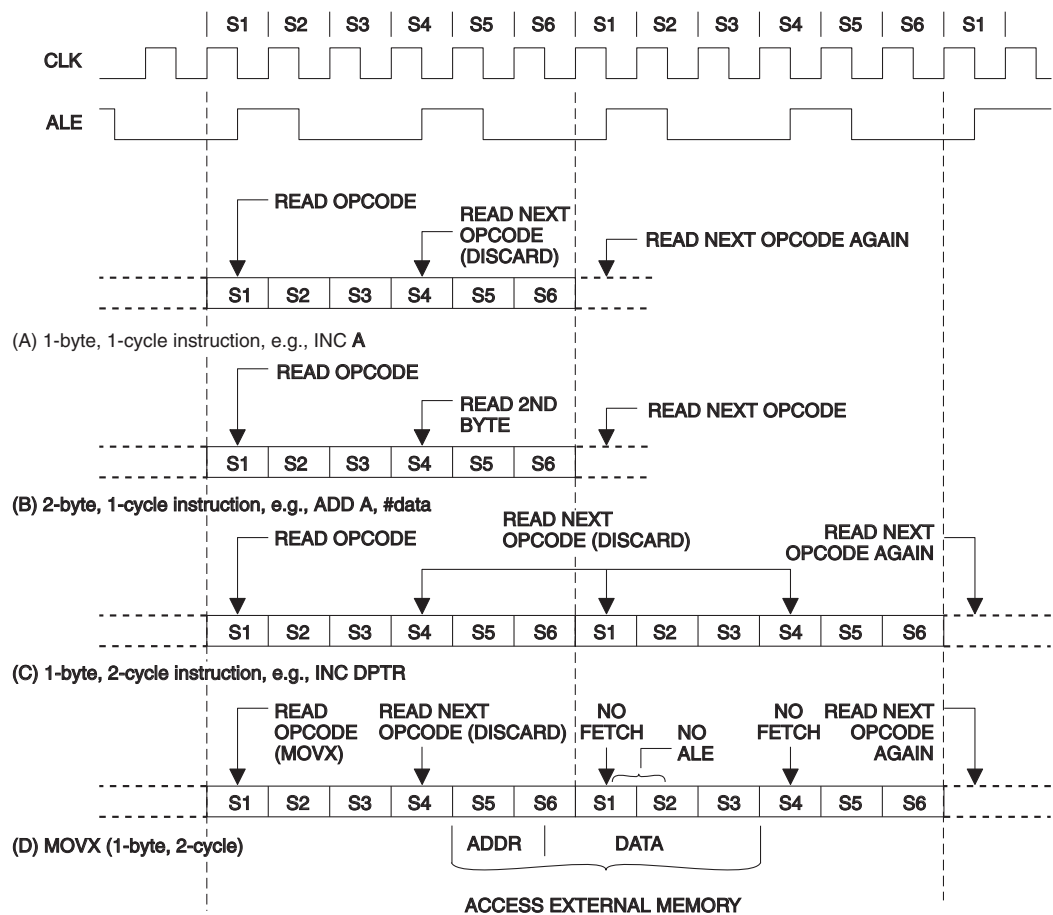 S1 S2 S3 S4 S5 S6 S1 S2 S3 S4 S5 S6 S1
CLK
ALE
READ OPCODE
READ NEXT
OPCODE
(DISCARD)
READ NEXT OPCODE AGAIN
S1 S2 S3 S4 S5 S6
(A) 1-byte, 1-cycle instruction, e.g., INC A
READ OPCODE
READ 2ND
BYTE
READ NEXT OPCODE
S1 S2 S3 S4 S5 S6
(B) 2-byte, 1-cycle instruction, e.g., ADD A, #data
READ OPCODE
READ NEXT
OPCODE (DISCARD)
READ NEXT
OPCODE AGAIN
S1 S2 S3 S4 S5 S6 S1 S2 S3 S4 S5 S6
(C) 1-byte, 2-cycle instruction, e.g., INC DPTR
READ
OPCODE
(MOVX)
READ NEXT
OPCODE (DISCARD)
NO
FETCH
NO
ALE
NO
FETCH
READ NEXT
OPCODE
AGAIN
S1 S2 S3 S4 S5 S6 S1 S2 S3 S4 S5 S6
(D) MOVX (1-byte, 2-cycle)
ADDR DATA
ACCESS EXTERNAL MEMORY